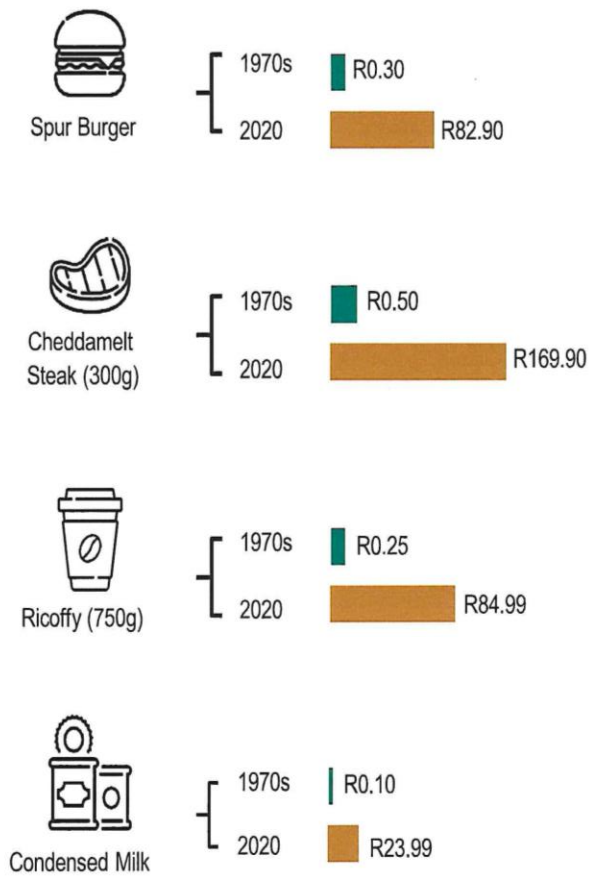 1970s R0.30
Spur Burger
2020 R82.90
1970s R0.50
Cheddamelt
Steak (300g)
2020 R169.90
1970s R0.25
Ricoffy (750g)
2020 R84.99
1970s R0.10
Condensed Milk
2020 R23.99